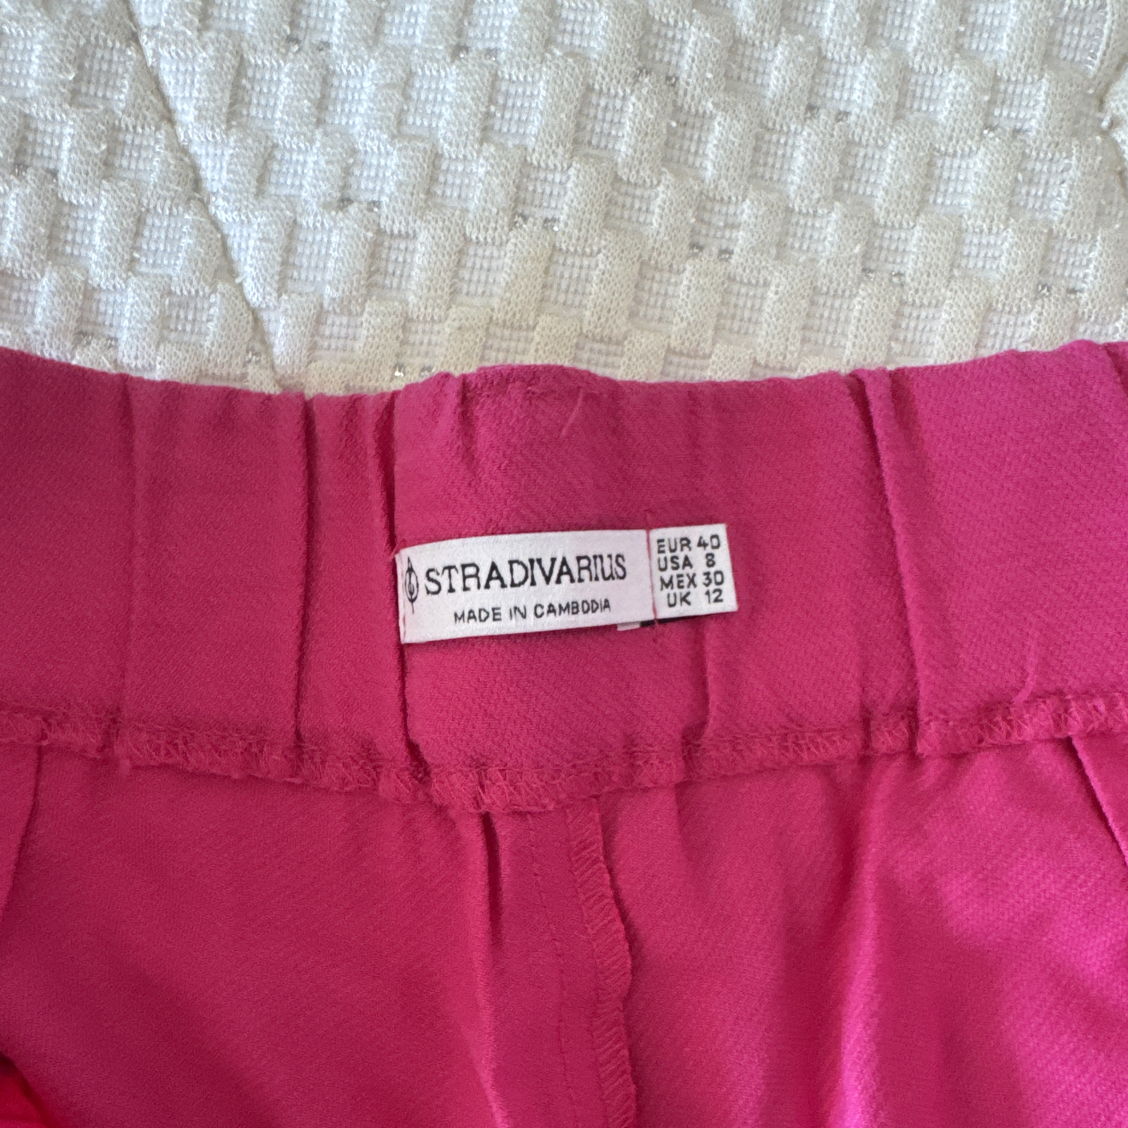 STRADIVARIUS
MADE IN CAMBODIA
EUR 40
USA 8
MEX 30
UK 12